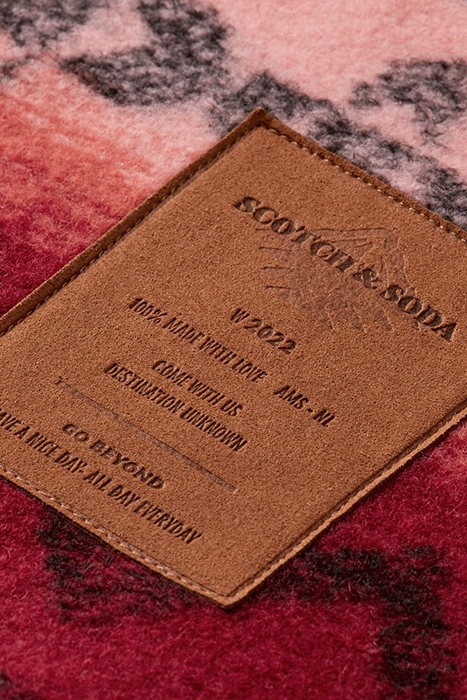 SCOTCH & SODA
W 2022
100% MADE WITH LOVE AMS - NL
COME WITH US
DESTINATION UNKNOWN
GO BEYOND
A NICE DAY. ALL DAY EVERYDAY